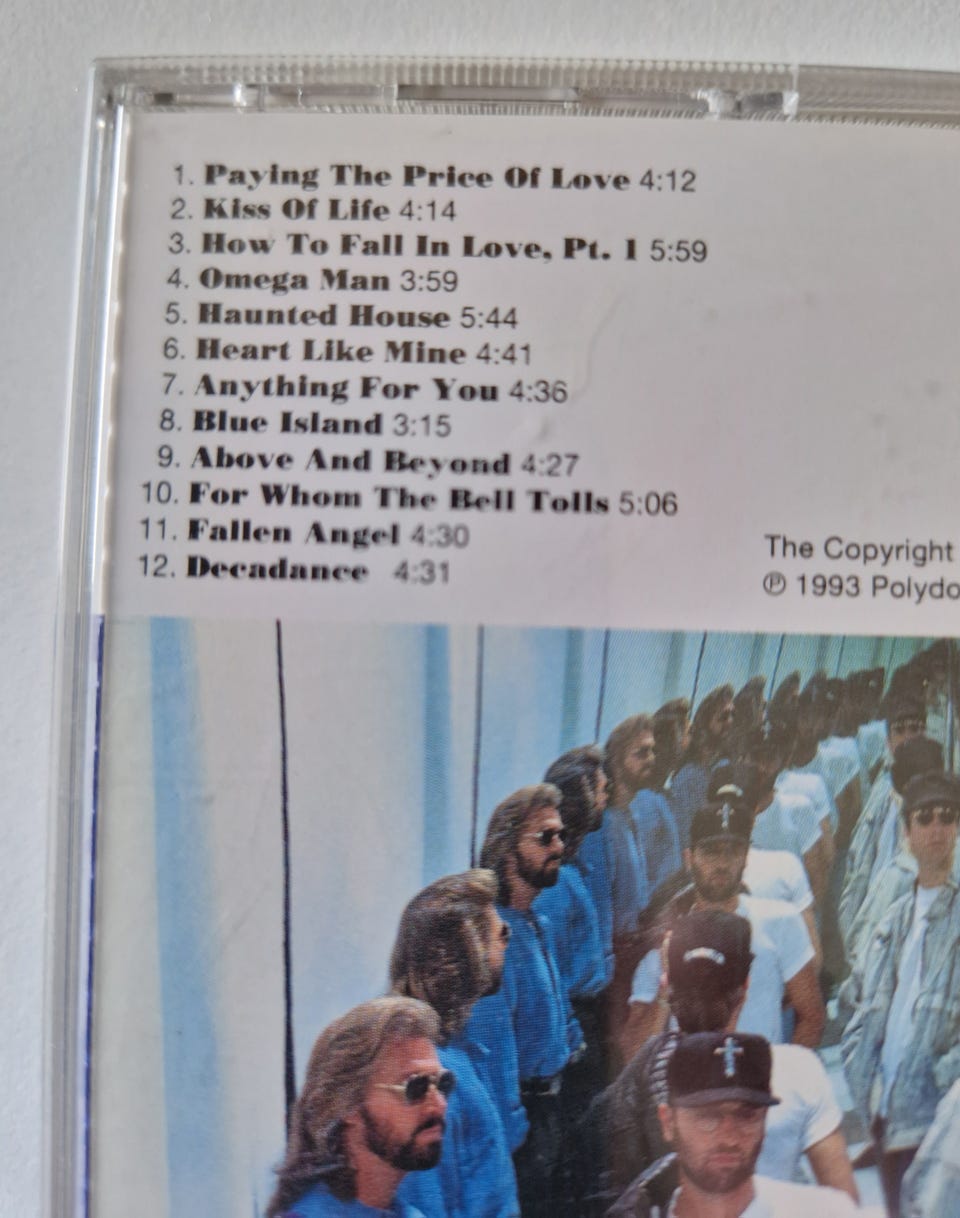 1. Paying The Price Of Love 4:12
2. Kiss Of Life 4:14
3. How To Fall In Love, Pt. 1 5:59
4. Omega Man 3:59
5. Haunted House 5:44
6. Heart Like Mine 4:41
7. Anything For You 4:36
8. Blue Island 3:15
9. Above And Beyond 4:27
10. For Whom The Bell Tolls 5:06
11. Fallen Angel 4:30
12. Decadance 4:31
The Copyright
℗ 1993 Polydo